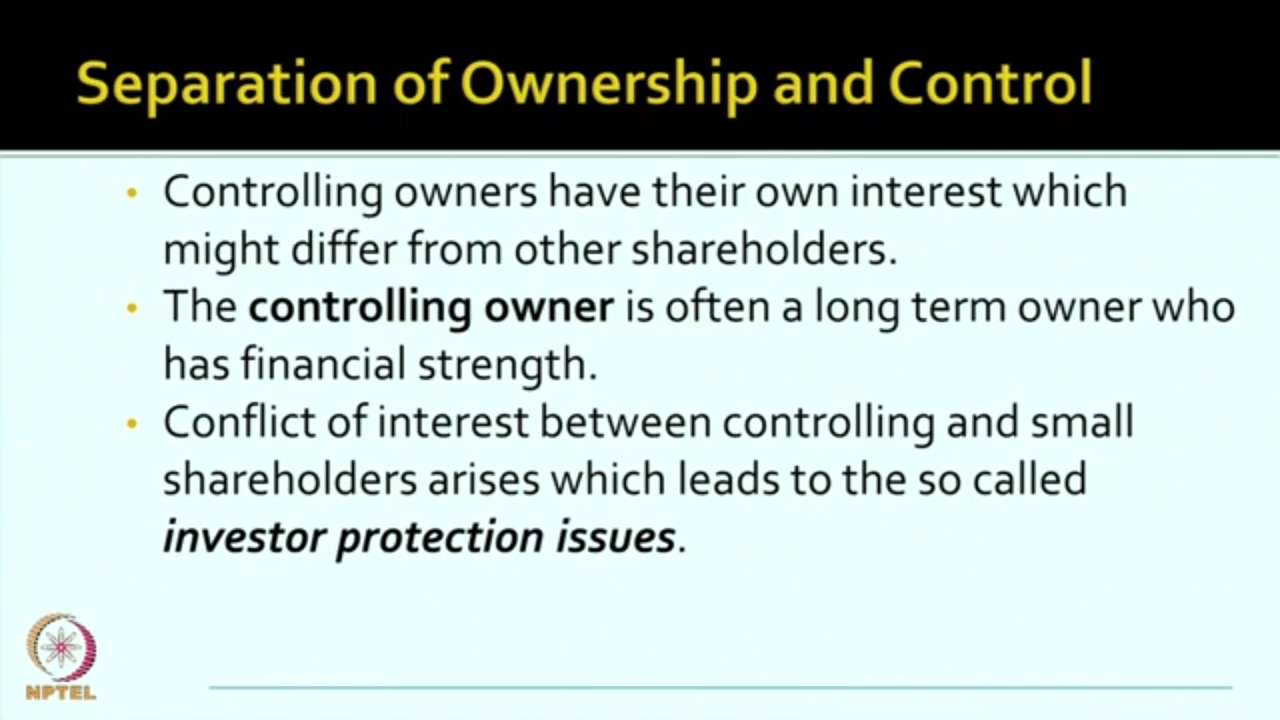 Separation of Ownership and Control
• Controlling owners have their own interest which
might differ from other shareholders.
• The controlling owner is often a long term owner who
has financial strength.
• Conflict of interest between controlling and small
shareholders arises which leads to the so called
investor protection issues.
NPTEL